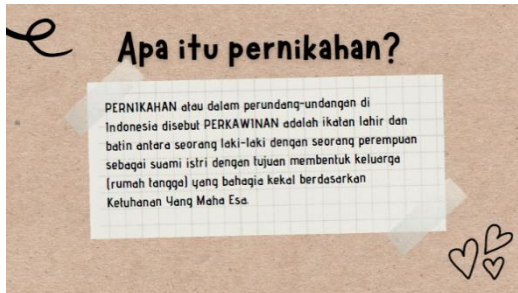 Apa itu pernikahan?
PERNIKAHAN atau dalam perundang-undangan di
Indonesia disebut PERKAWINAN adalah ikatan lahir dan
batin antara seorang laki-laki dengan seorang perempuan
sebagai suami istri dengan tujuan membentuk keluarga
(rumah tangga) yang bahagia kekal berdasarkan
Ketuhanan Yang Maha Esa.